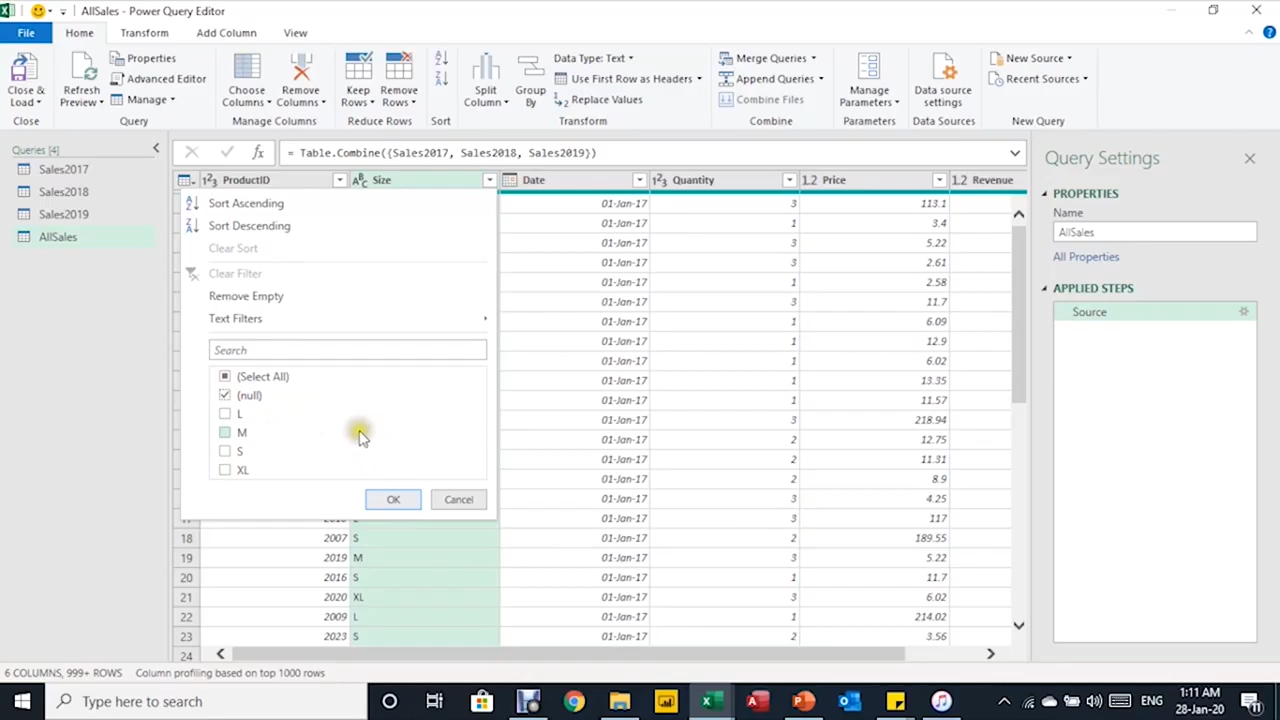 AllSales - Power Query Editor
File Home Transform Add Column View
Close & Load
Refresh Preview
Properties
Advanced Editor
Manage
Choose Columns
Remove Columns
Keep Rows
Remove Rows
Split Column
Group By
Data Type: Text
Use First Row as Headers
Replace Values
Merge Queries
Append Queries
Combine Files
Manage Parameters
Data source settings
New Source
Recent Sources
Close Query Manage Columns Reduce Rows Sort Transform Combine Parameters Data Sources New Query
Queries [4]
Sales2017
Sales2018
Sales2019
AllSales
fx = Table.Combine({Sales2017, Sales2018, Sales2019})
123 ProductID ABC Size Date 123 Quantity 1.2 Price 1.2 Revenue
Sort Ascending
Sort Descending
Clear Sort
Clear Filter
Remove Empty
Text Filters
Search
(Select All)
(null)
L
M
S
XL
OK Cancel
01-Jan-17 3 113.1
01-Jan-17 1 3.4
01-Jan-17 3 5.22
01-Jan-17 3 2.61
01-Jan-17 1 2.58
01-Jan-17 3 11.7
01-Jan-17 1 6.09
01-Jan-17 1 12.9
01-Jan-17 1 6.02
01-Jan-17 1 13.35
01-Jan-17 1 11.57
01-Jan-17 3 218.94
01-Jan-17 2 12.75
01-Jan-17 2 11.31
01-Jan-17 2 8.9
01-Jan-17 3 4.25
01-Jan-17 3 117
18 2007 S 01-Jan-17 2 189.55
19 2019 M 01-Jan-17 3 5.22
20 2016 S 01-Jan-17 1 11.7
21 2020 XL 01-Jan-17 3 6.02
22 2009 L 01-Jan-17 1 214.02
23 2023 S 01-Jan-17 2 3.56
24
Query Settings
PROPERTIES
Name
AllSales
All Properties
APPLIED STEPS
Source
6 COLUMNS, 999+ ROWS Column profiling based on top 1000 rows
Type here to search
ENG
1:11 AM
28-Jan-20
11